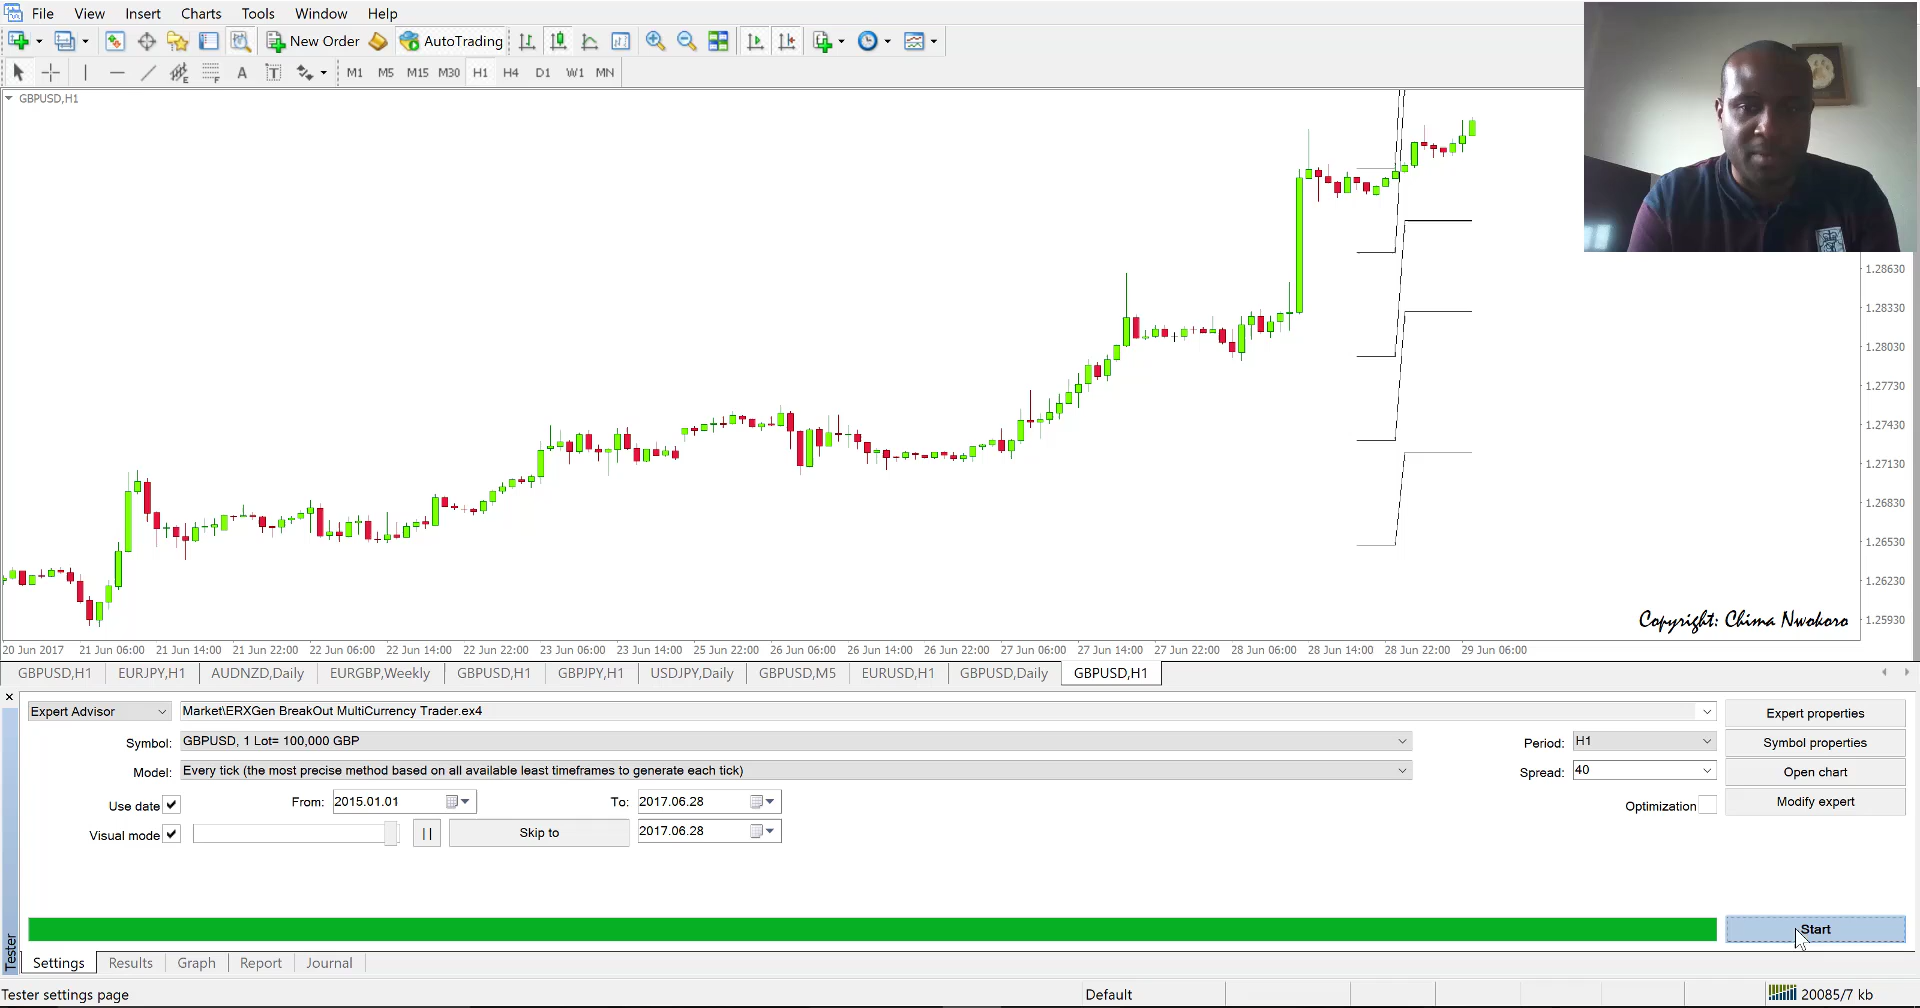 File View Insert Charts Tools Window Help
New Order AutoTrading
A T M1 M5 M15 M30 H1 H4 D1 W1 MN
GBPUSD,H1
1.28630
1.28330
1.28030
1.27730
1.27430
1.27130
1.26830
1.26530
1.26230
1.25930
Copyright: Chima Nwokoro
20 Jun 2017 21 Jun 06:00 21 Jun 14:00 21 Jun 22:00 22 Jun 06:00 22 Jun 14:00 22 Jun 22:00 23 Jun 06:00 23 Jun 14:00 25 Jun 22:00 26 Jun 06:00 26 Jun 14:00 26 Jun 22:00 27 Jun 06:00 27 Jun 14:00 27 Jun 22:00 28 Jun 06:00 28 Jun 14:00 28 Jun 22:00 29 Jun 06:00
GBPUSD,H1 EURJPY,H1 AUDNZD,Daily EURGBP,Weekly GBPUSD,H1 GBPJPY,H1 USDJPY,Daily GBPUSD,M5 EURUSD,H1 GBPUSD,Daily GBPUSD,H1
Expert Advisor Market\ERXGen BreakOut MultiCurrency Trader.ex4 Expert properties
Symbol: GBPUSD, 1 Lot= 100,000 GBP Period: H1 Symbol properties
Model: Every tick (the most precise method based on all available least timeframes to generate each tick) Spread: 40 Open chart
Use date From: 2015.01.01 To: 2017.06.28 Optimization Modify expert
Visual mode Skip to 2017.06.28
Start
Tester
Settings Results Graph Report Journal
Tester settings page Default 20085/7 kb